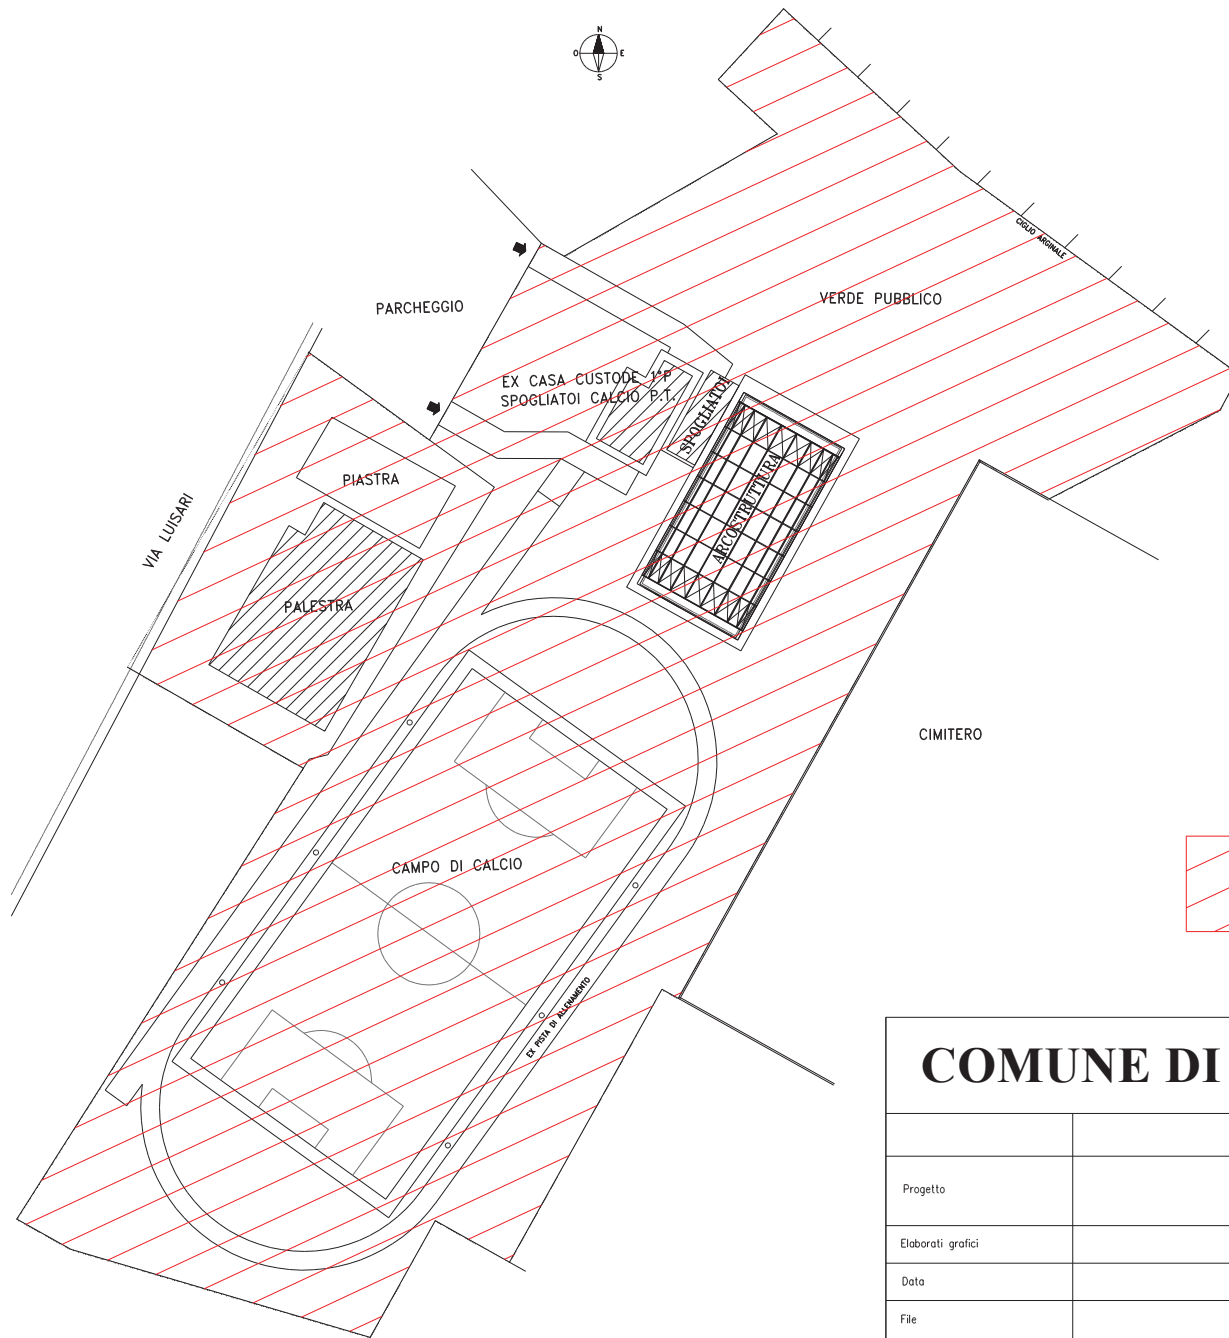 N
O E
S
CIGLIO ARGINALE
VERDE PUBBLICO
PARCHEGGIO
EX CASA CUSTODE 1°P
SPOGLIATOI CALCIO P.T.
SPOGLIATOI
ARCOSTRUTTURA
PIASTRA
VIA LUISARI
PALESTRA
CIMITERO
CAMPO DI CALCIO
EX PISTA DI ALLENAMENTO
COMUNE DI
Progetto
Elaborati grafici
Data
File